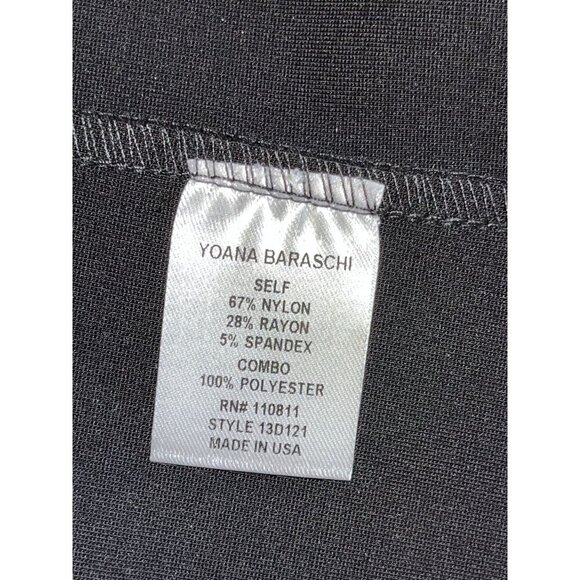 YOANA BARASCHI
SELF
67% NYLON
28% RAYON
5% SPANDEX
COMBO
100% POLYESTER
RN# 110811
STYLE 13D121
MADE IN USA